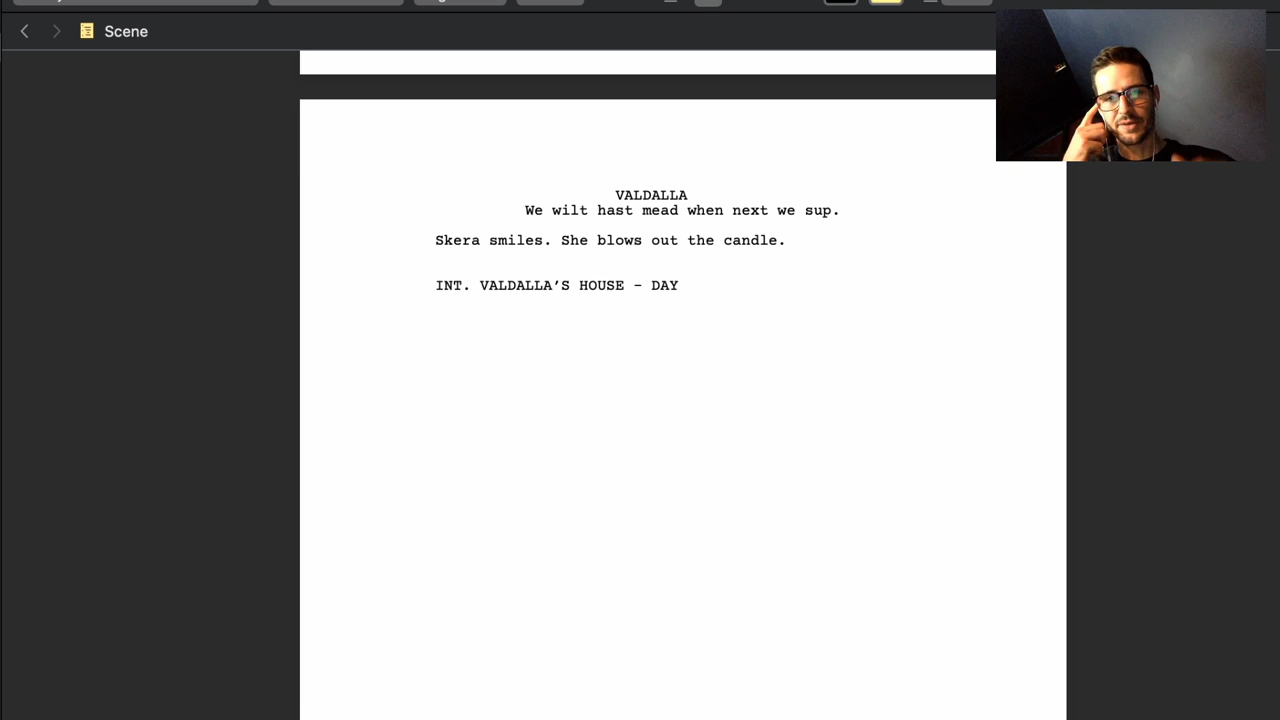 Scene
VALDALLA
We wilt hast mead when next we sup.
Skera smiles. She blows out the candle.
INT. VALDALLA'S HOUSE – DAY